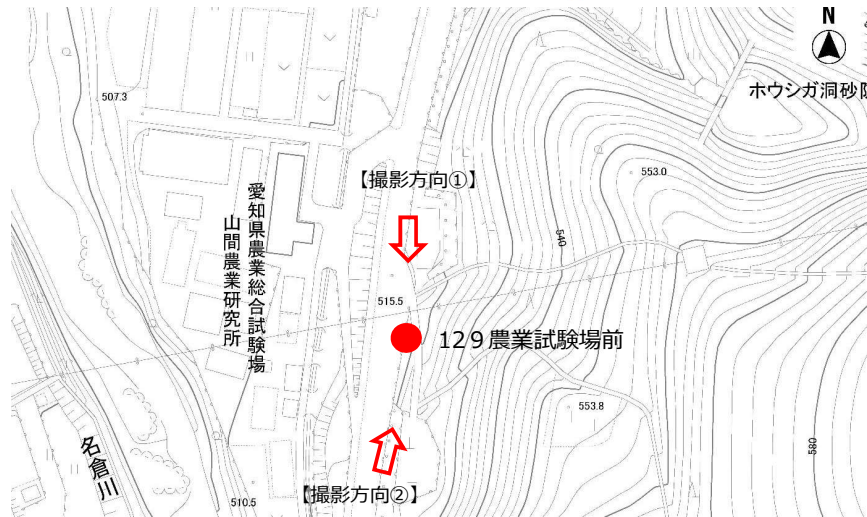 N
ホウシガ洞砂防
507.3
【撮影方向①】
553.0
愛知県農業総合試験場
山間農業研究所
540
515.5
129農業試験場前
553.8
名倉川
580
510.5
【撮影方向②】